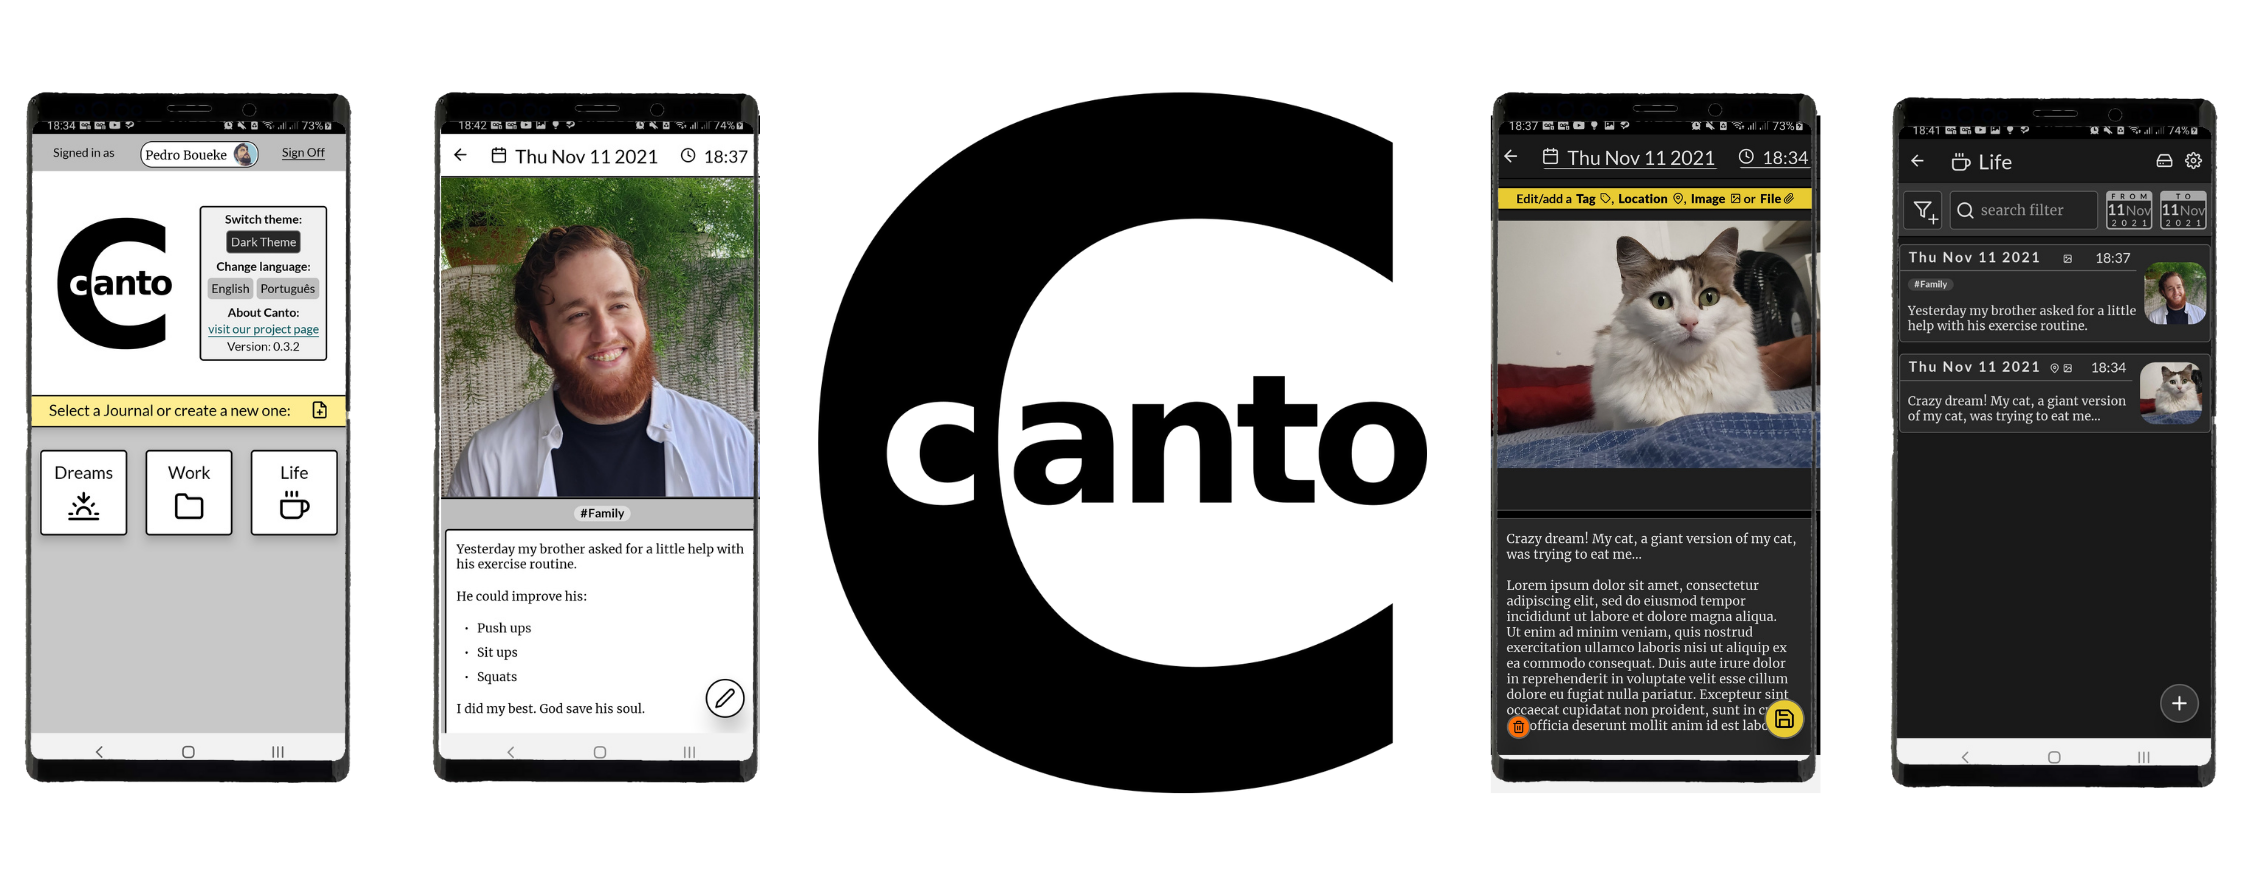 18:34
73%
Signed in as
Pedro Boueke
Sign Off
canto
Switch theme:
Dark Theme
Change language:
English
Português
About Canto:
visit our project page
Version: 0.3.2
Select a Journal or create a new one:
Dreams
Work
Life
18:42
74%
Thu Nov 11 2021
18:37
#Family
Yesterday my brother asked for a little help with
his exercise routine.
He could improve his:
• Push ups
• Sit ups
• Squats
I did my best. God save his soul.
canto
18:37
73%
Thu Nov 11 2021
18:34
Edit/add a Tag, Location, Image or File
Crazy dream! My cat, a giant version of my cat,
was trying to eat me...
Lorem ipsum dolor sit amet, consectetur
adipiscing elit, sed do eiusmod tempor
incididunt ut labore et dolore magna aliqua.
Ut enim ad minim veniam, quis nostrud
exercitation ullamco laboris nisi ut aliquip ex
ea commodo consequat. Duis aute irure dolor
in reprehenderit in voluptate velit esse cillum
dolore eu fugiat nulla pariatur. Excepteur sint
occaecat cupidatat non proident, sunt in
officia deserunt mollit anim id est
18:41
74%
Life
search filter
FROM
11 Nov
2021
TO
11 Nov
2021
Thu Nov 11 2021
18:37
#Family
Yesterday my brother asked for a little
help with his exercise routine.
Thu Nov 11 2021
18:34
Crazy dream! My cat, a giant version
of my cat, was trying to eat me...